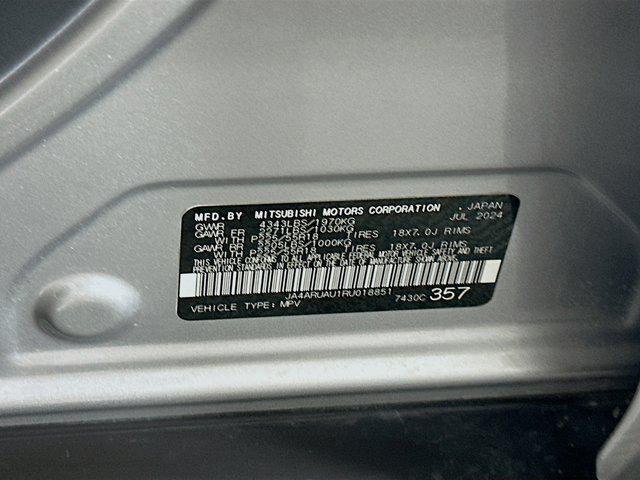 MFD.BY MITSUBISHI MOTORS CORPORATION , JAPAN
GVWR 4343LBS/1970KG JUL 2024
GAWR FR 2271LBS/1030KG
WITH P225/55R18 TIRES 18X7.0J RIMS
GAWR RR 2205LBS/1000KG
WITH P225/55R18 TIRES 18X7.0J RIMS
THIS VEHICLE CONFORMS TO ALL APPLICABLE FEDERAL MOTOR VEHICLE SAFETY AND THEFT
PREVENTION STANDARDS IN EFFECT ON THE DATE OF MANUFACTURE SHOWN ABOVE.
JA4ARUAU1RU018851
VEHICLE TYPE: MPV 7430C 357